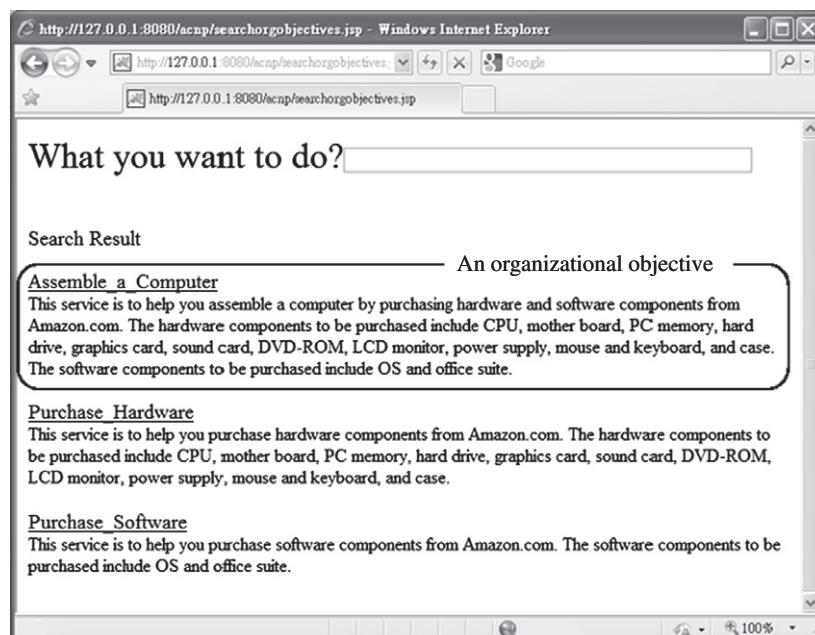 http://127.0.0.1:8080/acnp/searchorgobjectives.jsp - Windows Internet Explorer
http://127.0.0.1:8080/acnp/searchorgobjectives.j
Google
http://127.0.0.1:8080/acnp/searchorgobjectives.jsp
What you want to do?
Search Result
An organizational objective
Assemble_a_Computer
This service is to help you assemble a computer by purchasing hardware and software components from
Amazon.com. The hardware components to be purchased include CPU, mother board, PC memory, hard
drive, graphics card, sound card, DVD-ROM, LCD monitor, power supply, mouse and keyboard, and case.
The software components to be purchased include OS and office suite.
Purchase_Hardware
This service is to help you purchase hardware components from Amazon.com. The hardware components to
be purchased include CPU, mother board, PC memory, hard drive, graphics card, sound card, DVD-ROM,
LCD monitor, power supply, mouse and keyboard, and case.
Purchase_Software
This service is to help you purchase software components from Amazon.com. The software components to be
purchased include OS and office suite.
100%